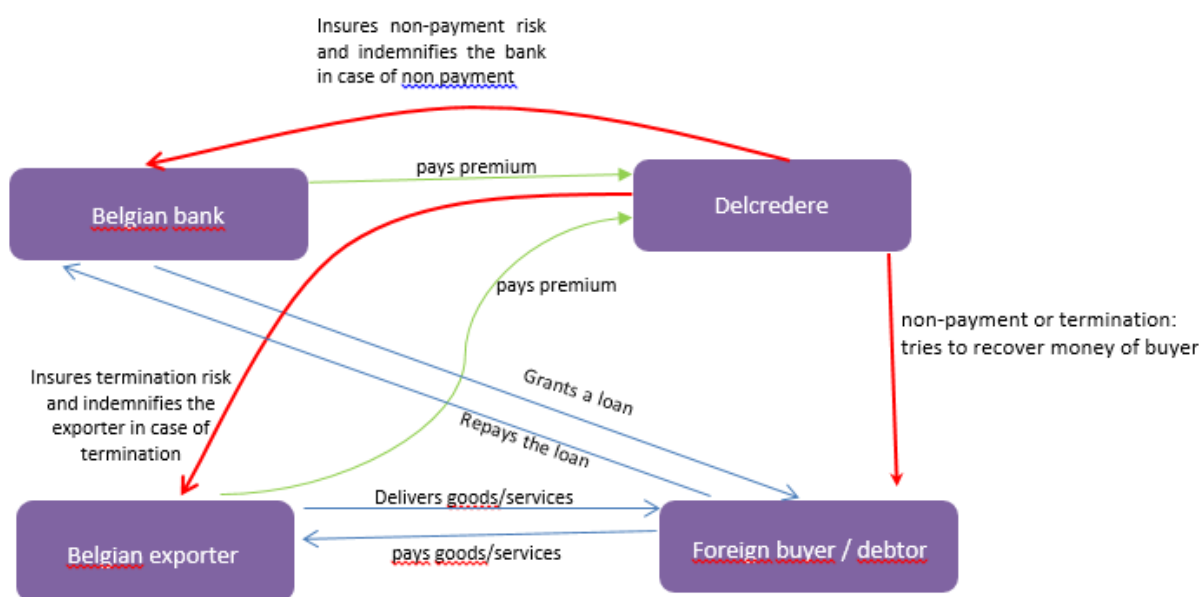 Insures non-payment risk
and indemnifies the bank
in case of non payment
pays premium
Belgian bank
Delcredere
pays premium
non-payment or termination:
tries to recover money of buyer
Insures termination risk
and indemnifies the
exporter in case of
termination
Grants a loan
Repays the loan
Delivers goods/services
Belgian exporter
pays goods/services
Foreign buyer / debtor